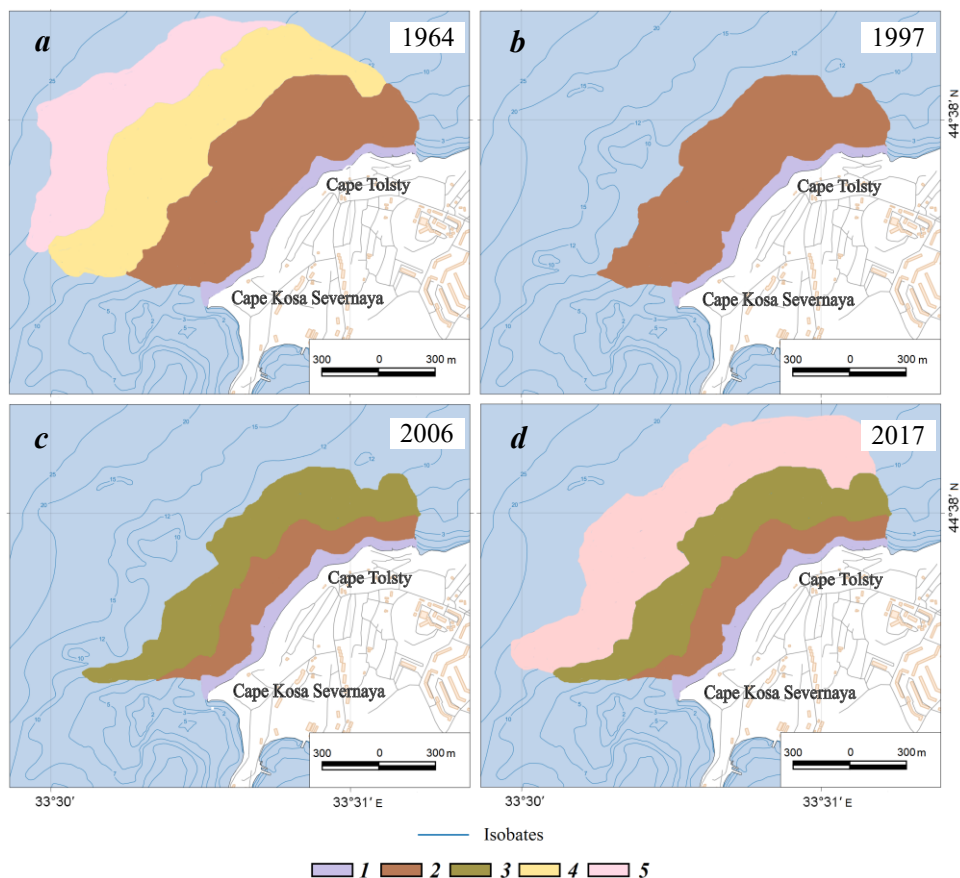 a 1964
b 1997
Cape Tolsty
Cape Kosa Severnaya
300 0 300 m
Cape Tolsty
Cape Kosa Severnaya
300 0 300 m
44°38′ N
c 2006
d 2017
Cape Tolsty
Cape Kosa Severnaya
300 0 300 m
Cape Tolsty
Cape Kosa Severnaya
300 0 300 m
44°38′ N
33°30′ 33°31′ E
33°30′ 33°31′ E
Isobates
1 2 3 4 5